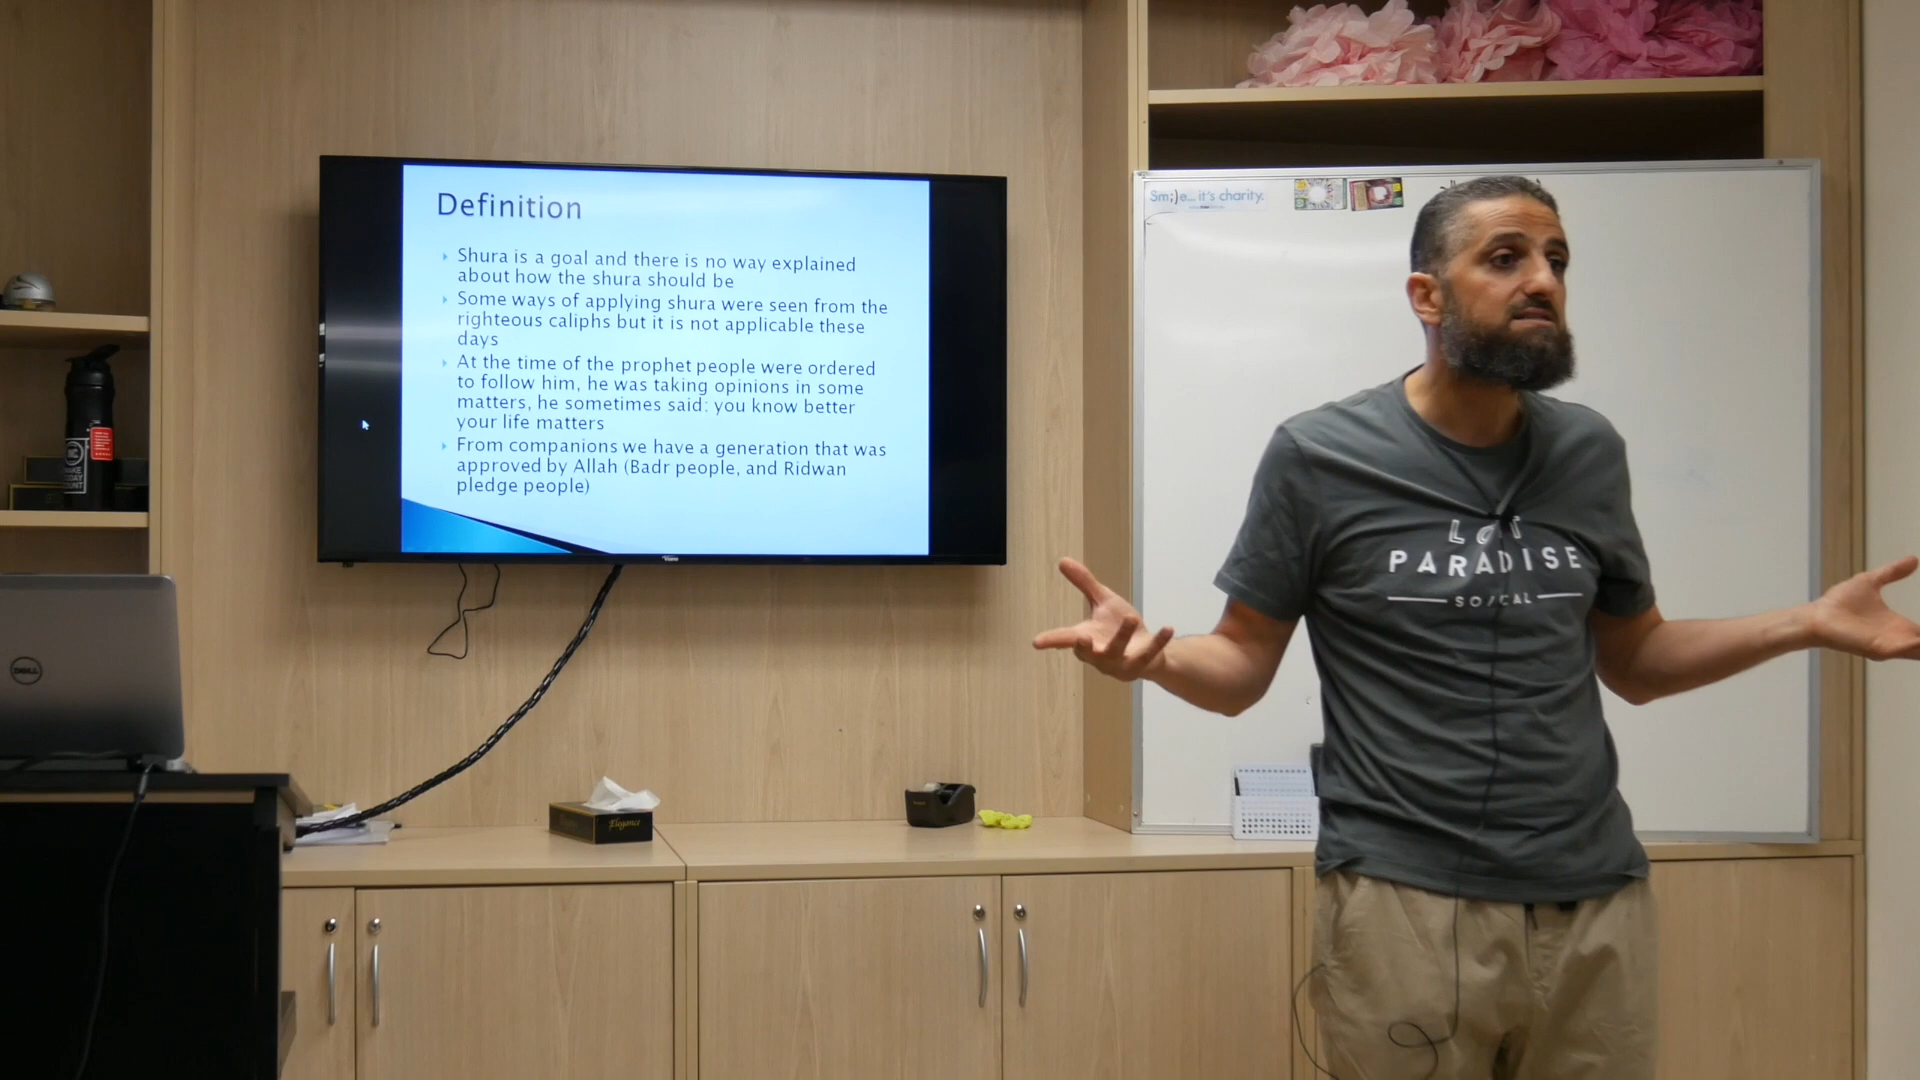 Definition
Shura is a goal and there is no way explained
about how the shura should be
Some ways of applying shura were seen from the
righteous caliphs but it is not applicable these
days
At the time of the prophet people were ordered
to follow him, he was taking opinions in some
matters, he sometimes said: you know better
your life matters
From companions we have a generation that was
approved by Allah (Badr people, and Ridwan
pledge people)
Sm;)e... it's charity.
PARADISE
DELL
Elegance